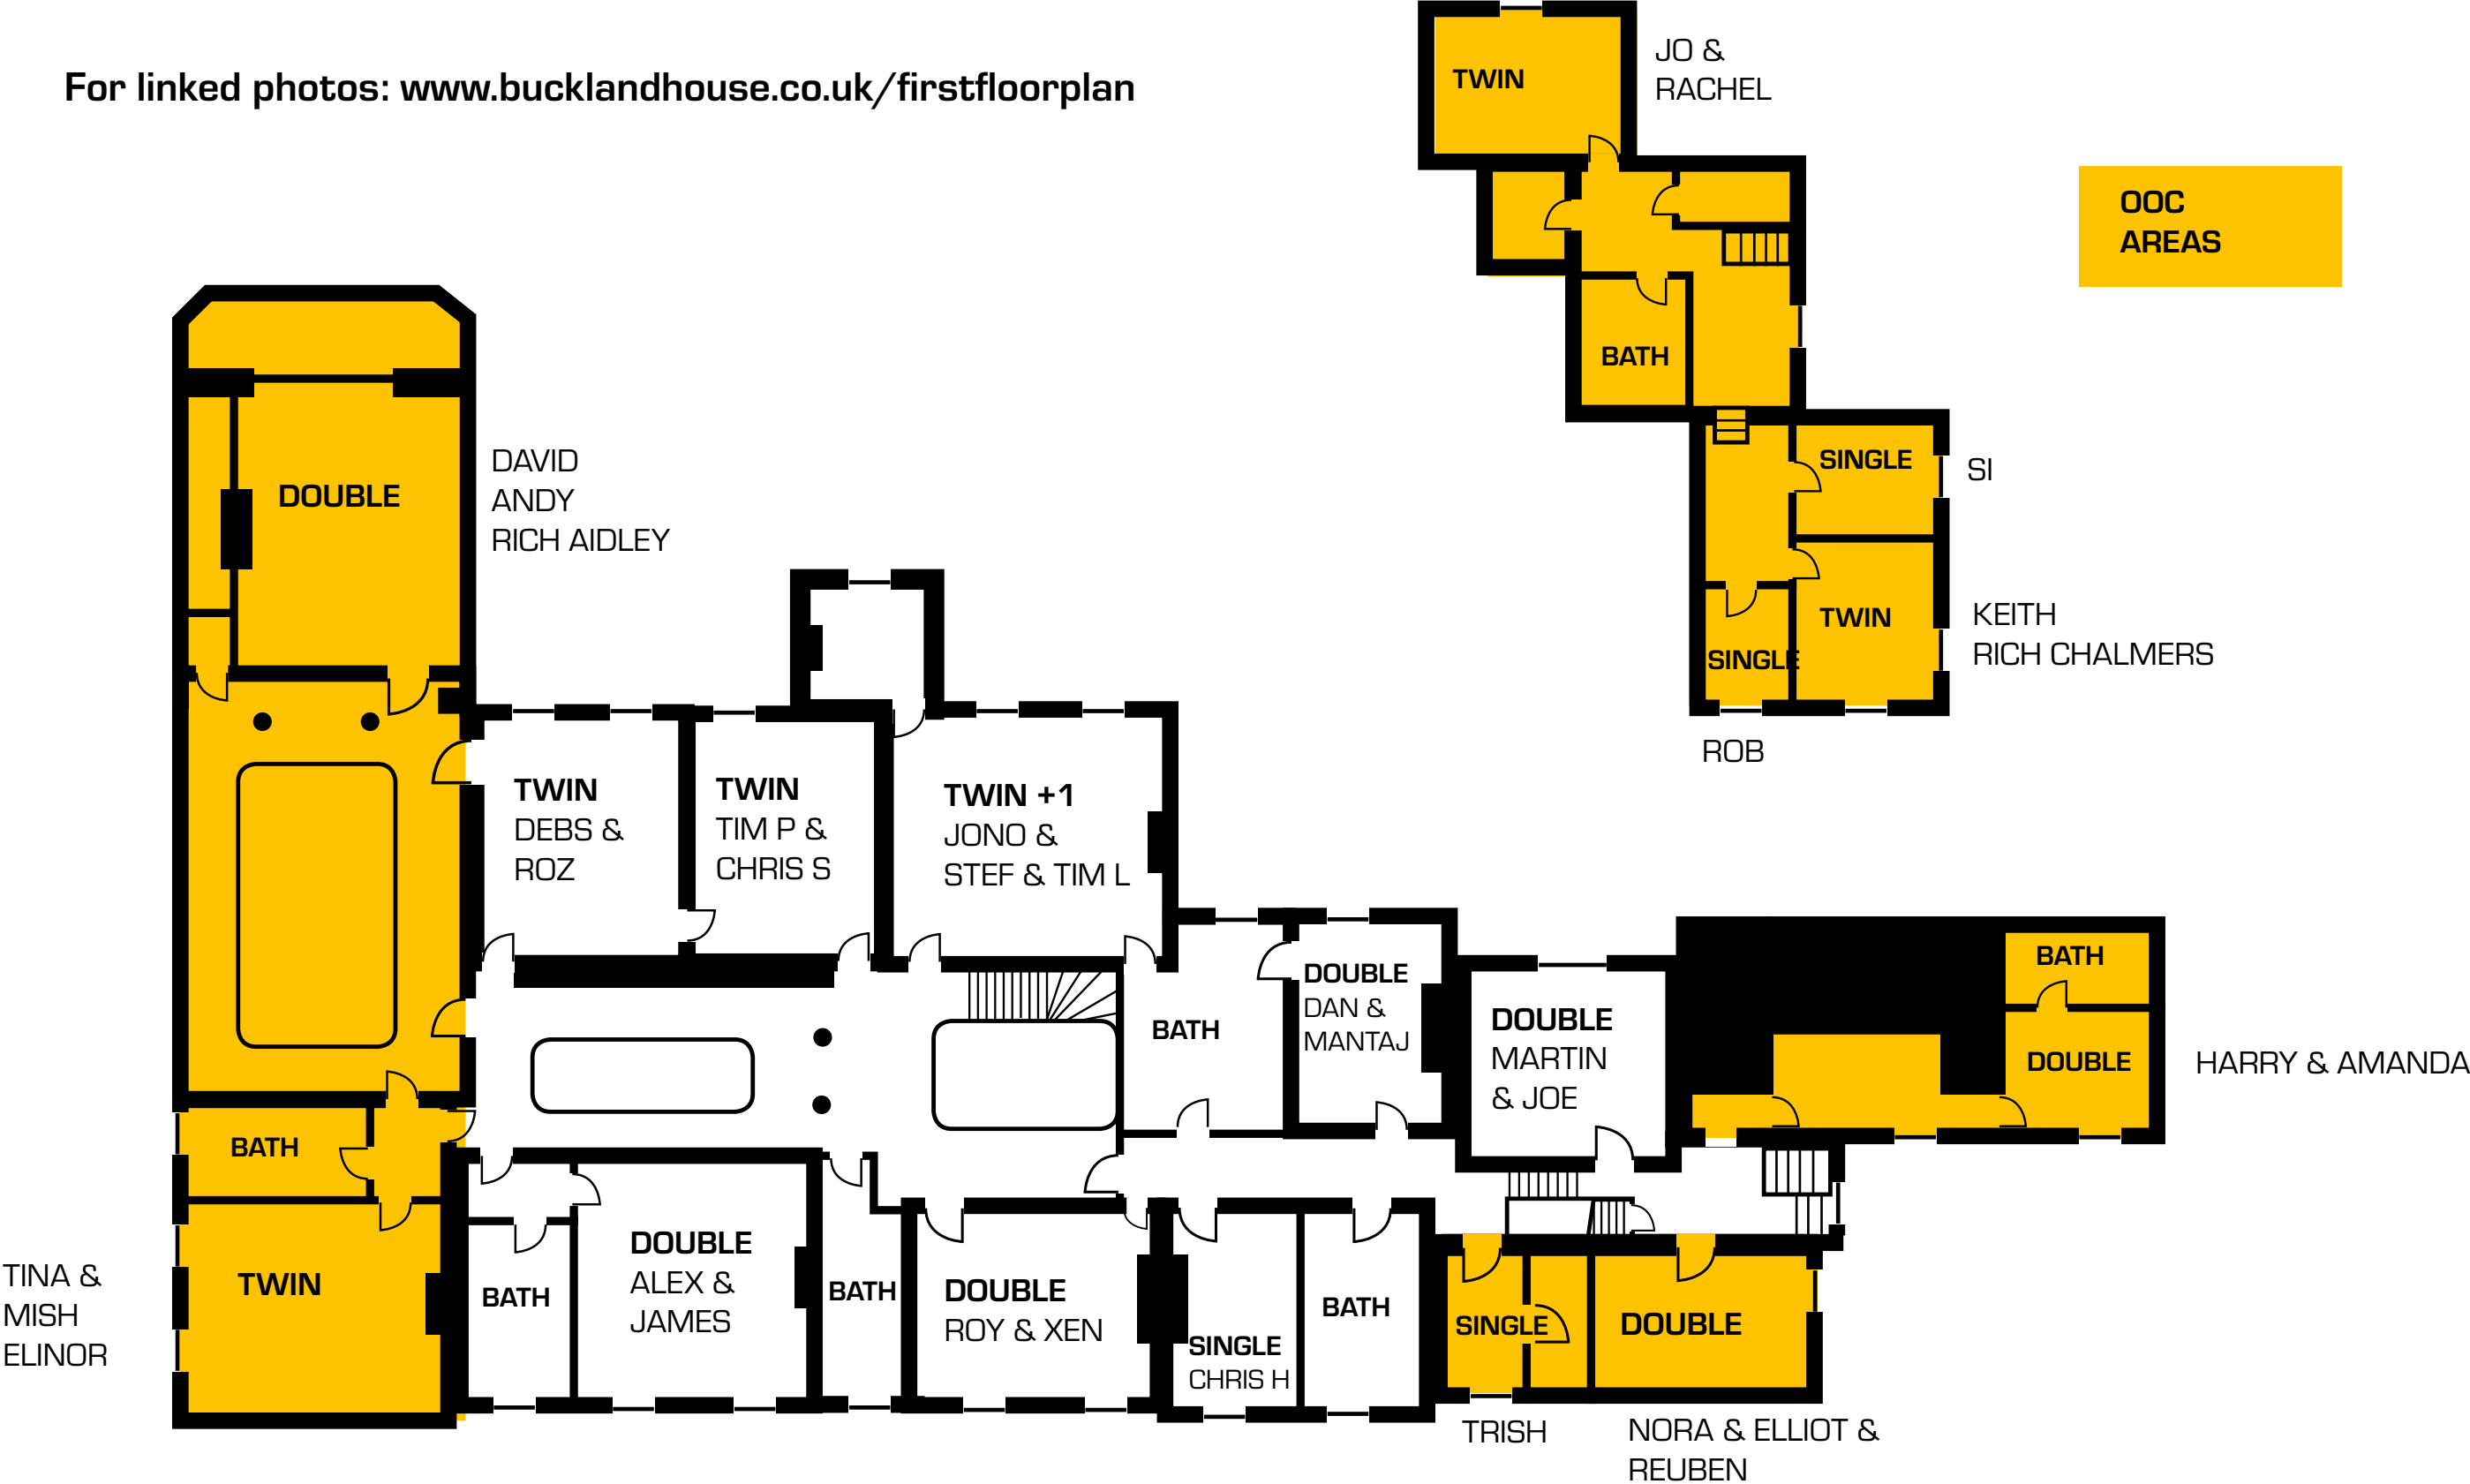 For linked photos: www.bucklandhouse.co.uk/firstfloorplan
TWIN
JO &
RACHEL
OOC
AREAS
BATH
SINGLE
SI
TWIN
KEITH
RICH CHALMERS
SINGLE
ROB
DOUBLE
DAVID
ANDY
RICH AIDLEY
TWIN
DEBS &
ROZ
TWIN
TIM P &
CHRIS S
TWIN +1
JONO &
STEF & TIM L
BATH
DOUBLE
DAN &
MANTAJ
DOUBLE
MARTIN
& JOE
BATH
DOUBLE
HARRY & AMANDA
BATH
TWIN
TINA &
MISH
ELINOR
BATH
DOUBLE
ALEX &
JAMES
BATH
DOUBLE
ROY & XEN
SINGLE
CHRIS H
BATH
SINGLE
TRISH
DOUBLE
NORA & ELLIOT &
REUBEN